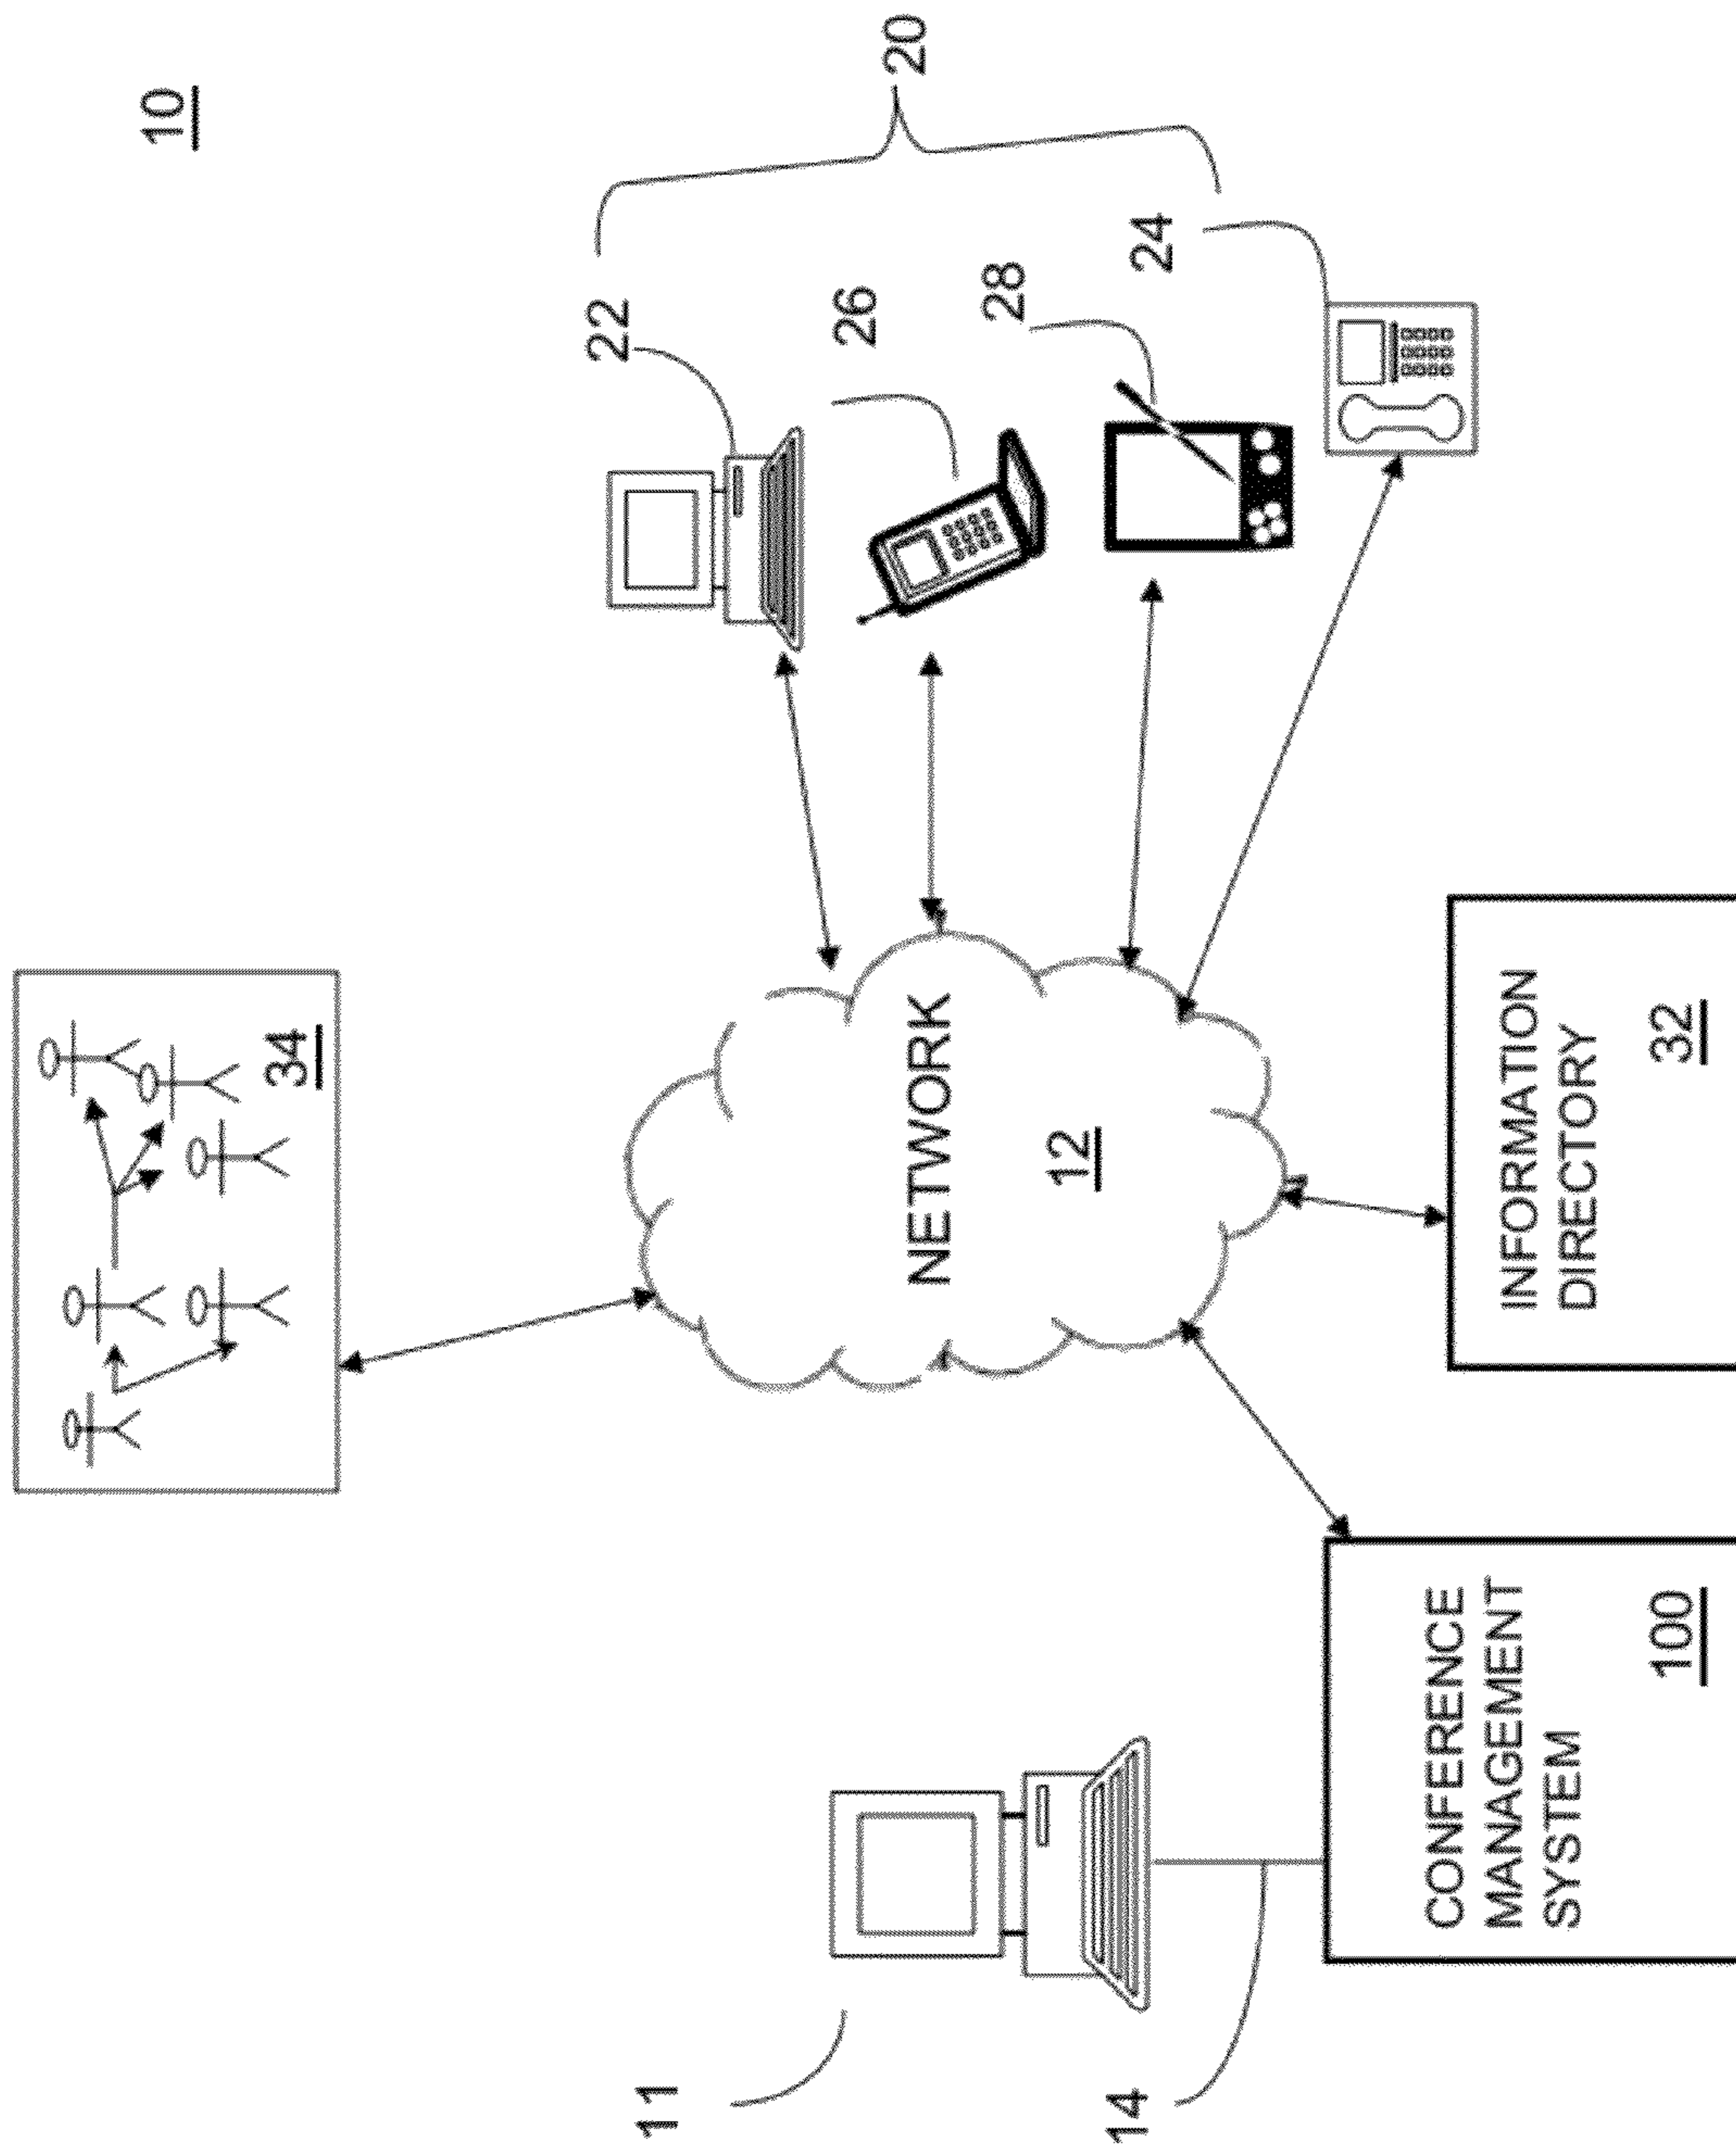 10
34
20
22
26
28
24
NETWORK
12
11
14
CONFERENCE
MANAGEMENT
SYSTEM
100
INFORMATION
DIRECTORY
32